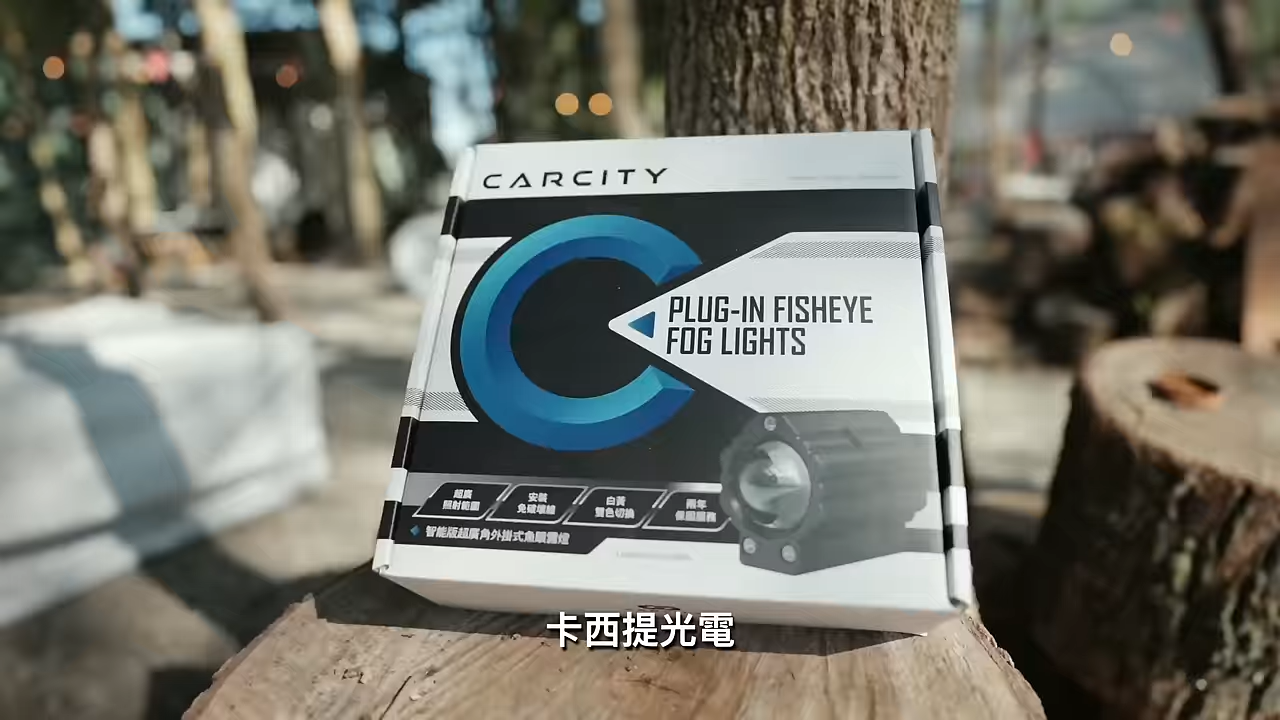 CARCITY
PLUG-IN FISHEYE
FOG LIGHTS
超廣
照射範圍
安裝
免破壞線
白黃
雙色切換
兩年
保固服務
智能版超廣角外掛式魚眼霧燈
卡西提光電